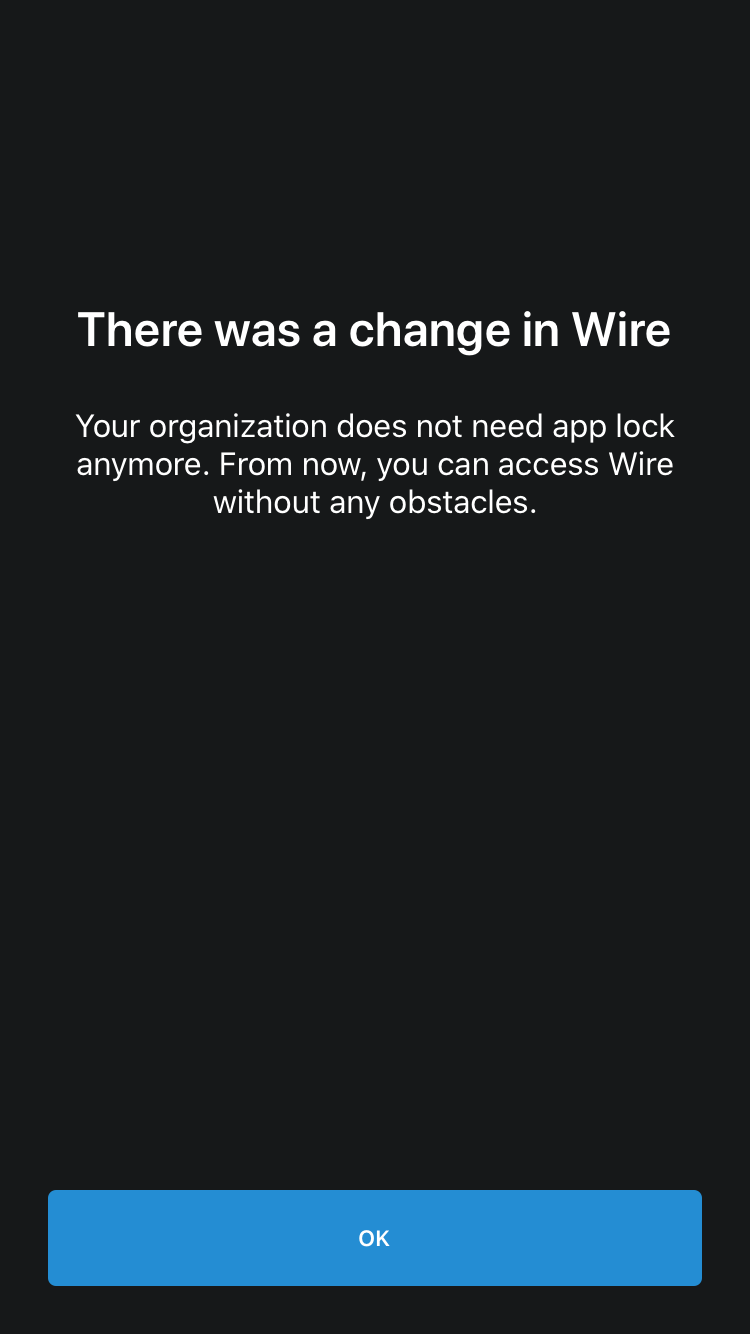 There was a change in Wire
Your organization does not need app lock
anymore. From now, you can access Wire
without any obstacles.
OK